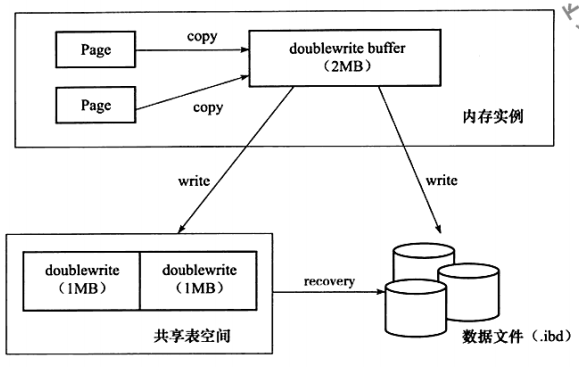 copy
Page
doublewrite buffer
（2MB）
Page
copy
内存实例
write
write
doublewrite
（1MB）
doublewrite
（1MB）
recovery
共享表空间
数据文件（.ibd）